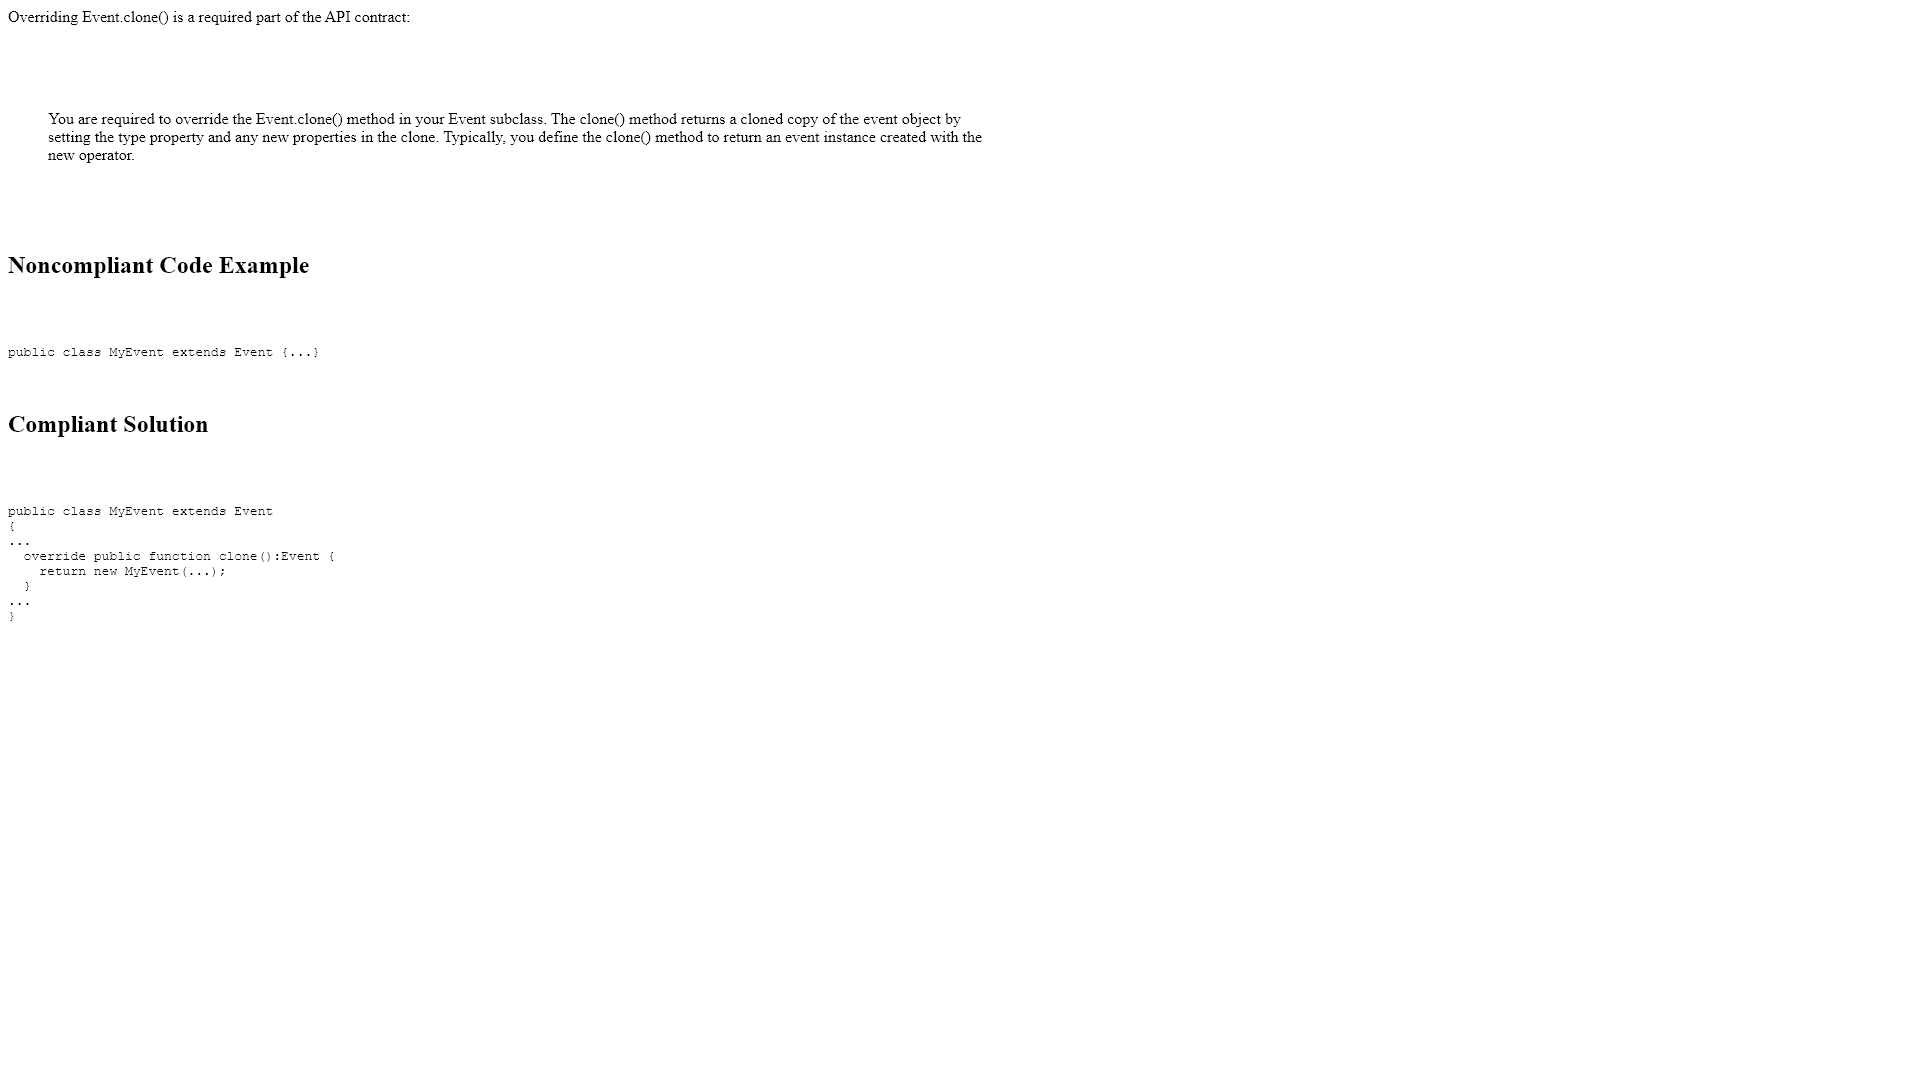 Overriding Event.clone() is a required part of the API contract:
You are required to override the Event.clone() method in your Event subclass. The clone() method returns a cloned copy of the event object by
setting the type property and any new properties in the clone. Typically, you define the clone() method to return an event instance created with the
new operator.
Noncompliant Code Example
public class MyEvent extends Event {...}
Compliant Solution
public class MyEvent extends Event
{
...
  override public function clone():Event {
    return new MyEvent(...);
  }
...
}